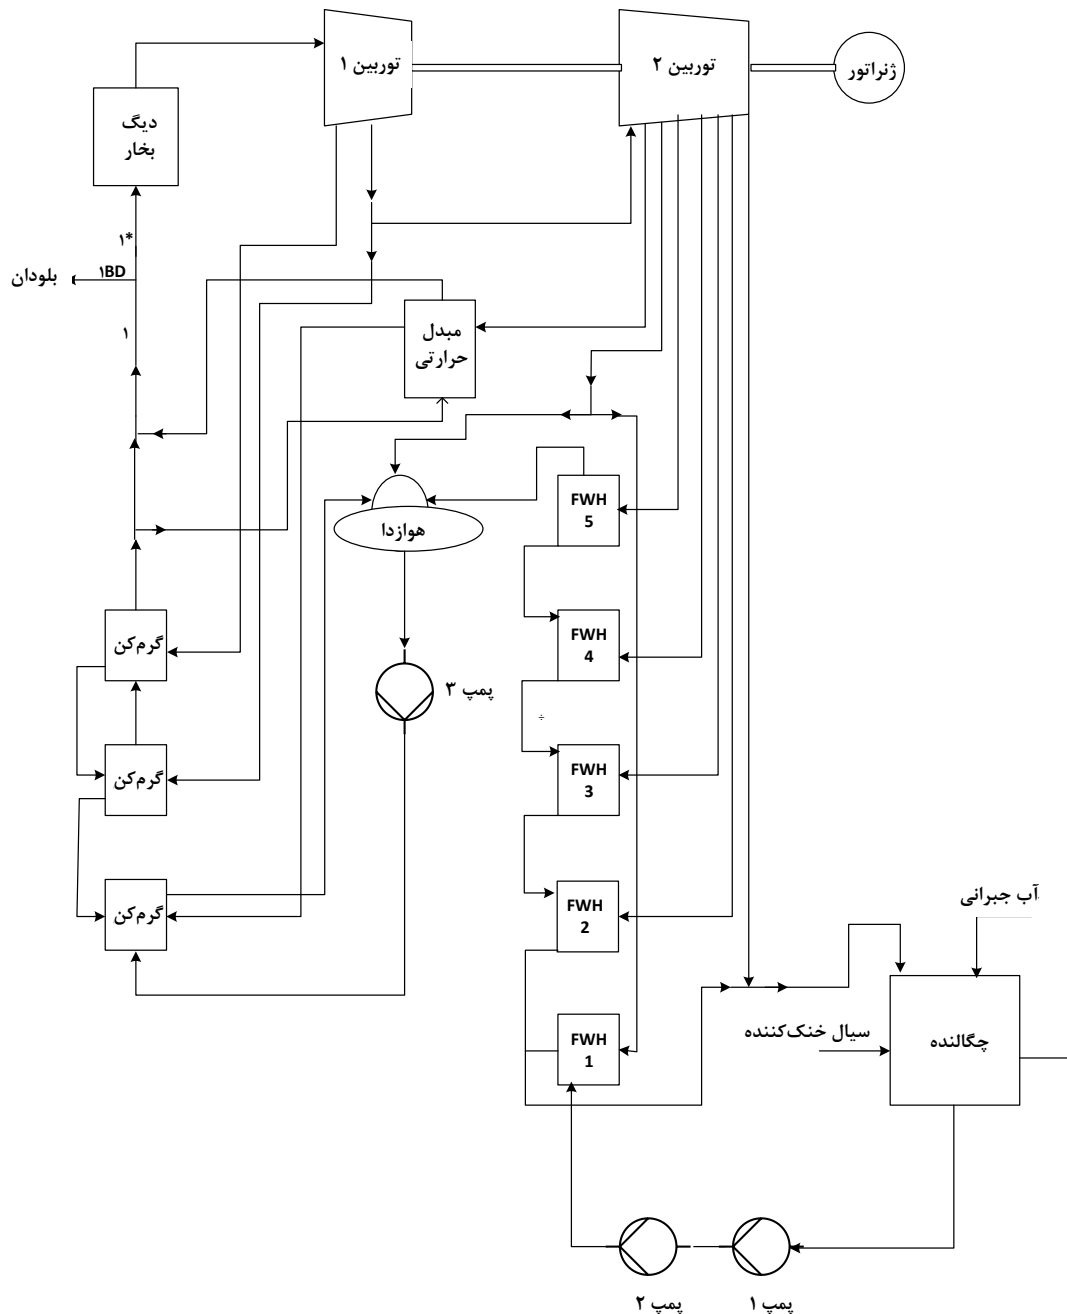 توربین ۱
توربین ۲
ژنراتور
دیگ
بخار
۱*
۱BD
بلودان
۱
مبدل
حرارتی
هوازدا
FWH
5
گرم‌کن
FWH
4
پمپ ۳
÷
گرم‌کن
FWH
3
گرم‌کن
FWH
2
آب جبرانی
سیال خنک‌کننده
چگالنده
FWH
1
پمپ ۲
پمپ ۱